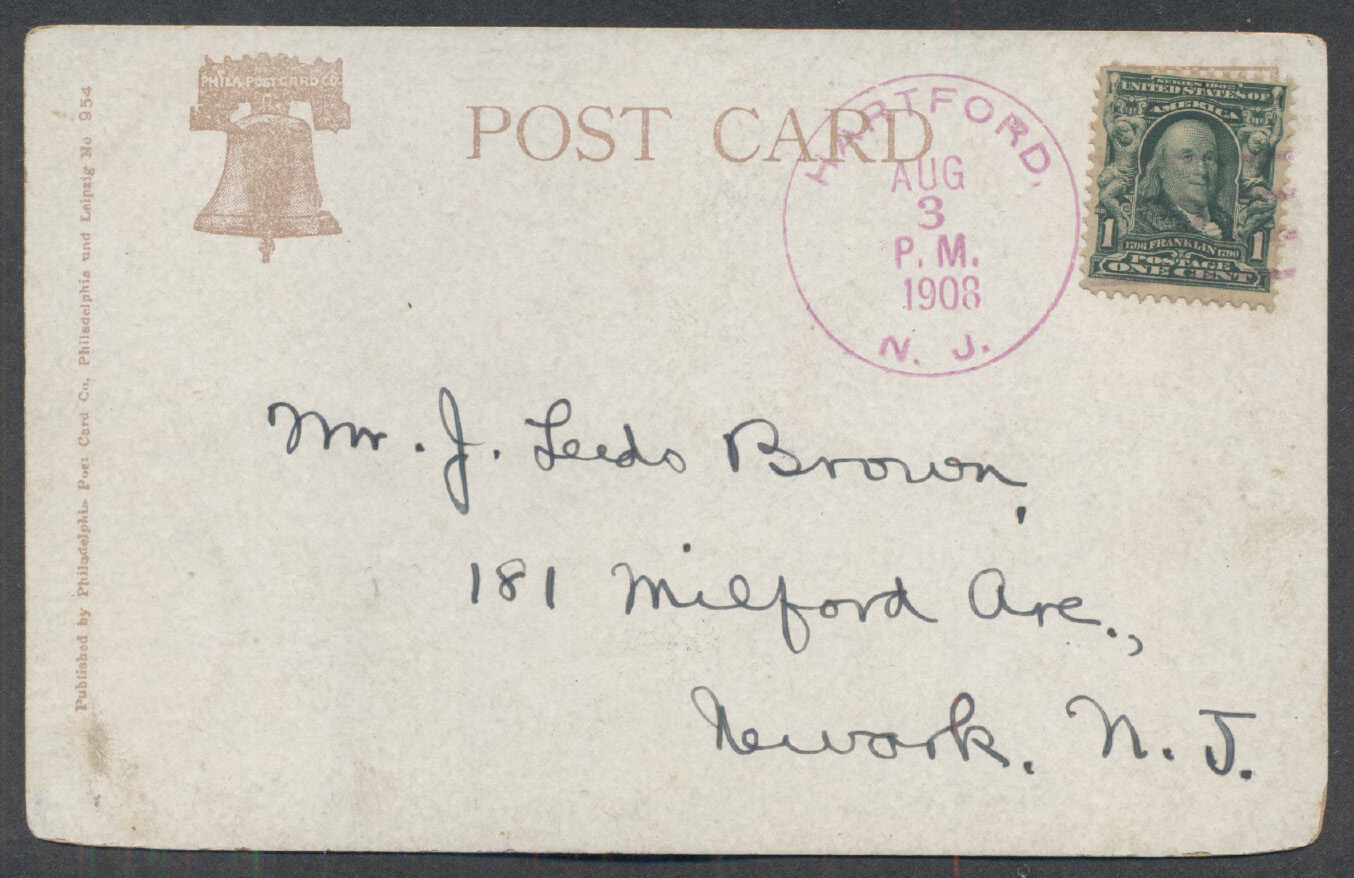 PHILA. POST CARD CO.
POST CARD
Published by Philadelphia Post Card Co. Philadelphia und Leipzig No 954
HARTFORD.
AUG
3
P. M.
1908
N. J.
SERIES 1902
UNITED STATES OF
AMERICA
1706 FRANKLIN 1790
1 POSTAGE 1
ONE CENT
Mr. J. Leeds Brown,
181 Milford Ave.,
Newark. N. J.